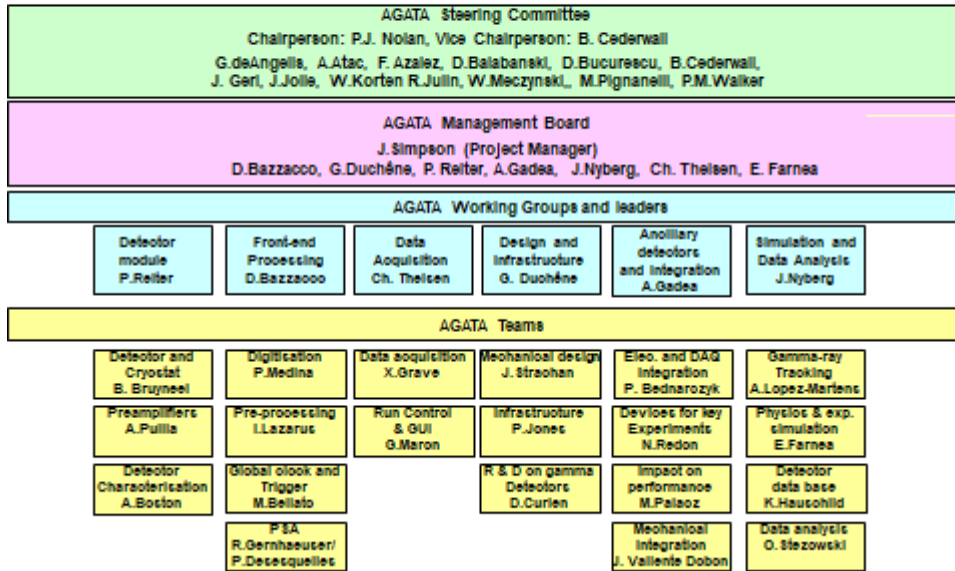 AGATA Steering Committee
Chairperson: P.J. Nolan, Vice Chairperson: B. Cederwall
G.deAngelis, A.Atac, F. Azaiez, D.Balabanski, D.Bucurescu, B.Cederwall,
J. Gerl, J.Jolie, W.Korten R.Julin, W.Meczynski,, M.Pignanelli, P.M.Walker
AGATA Management Board
J.Simpson (Project Manager)
D.Bazzacco, G.Duchêne, P. Reiter, A.Gadea, J.Nyberg, Ch. Theisen, E. Farnea
AGATA Working Groups and leaders
Detector
module
P.Reiter
Front-end
Processing
D.Bazzacco
Data
Acquisition
Ch. Theisen
Design and
Infrastructure
G. Duchêne
Ancillary
detectors
and integration
A.Gadea
Simulation and
Data Analysis
J.Nyberg
AGATA Teams
Detector and
Cryostat
B. Bruyneel
Digitisation
P.Medina
Data acquisition
X.Grave
Mechanical design
J. Strachan
Elec. and DAQ
Integration
P. Bednarczyk
Gamma-ray
Tracking
A.Lopez-Martens
Preamplifiers
A.Pullia
Pre-processing
I.Lazarus
Run Control
& GUI
G.Maron
Infrastructure
P.Jones
Devices for key
Experiments
N.Redon
Physics & exp.
simulation
E.Farnea
Detector
Characterisation
A.Boston
Global clock and
Trigger
M.Bellato
R & D on gamma
Detectors
D.Curien
Impact on
performance
M.Palacz
Detector
data base
K.Hauschild
PSA
R.Gernhaeuser/
P.Desesquelles
Mechanical
Integration
J. Valiente Dobon
Data analysis
O. Stezowski